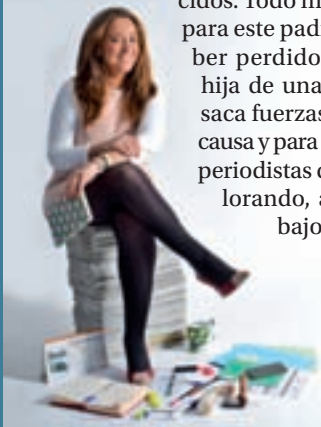 cidos. Todo
para este pad
ber perdido
hija de una
saca fuerzas
causa y para
periodistas
lorando, a
bajo